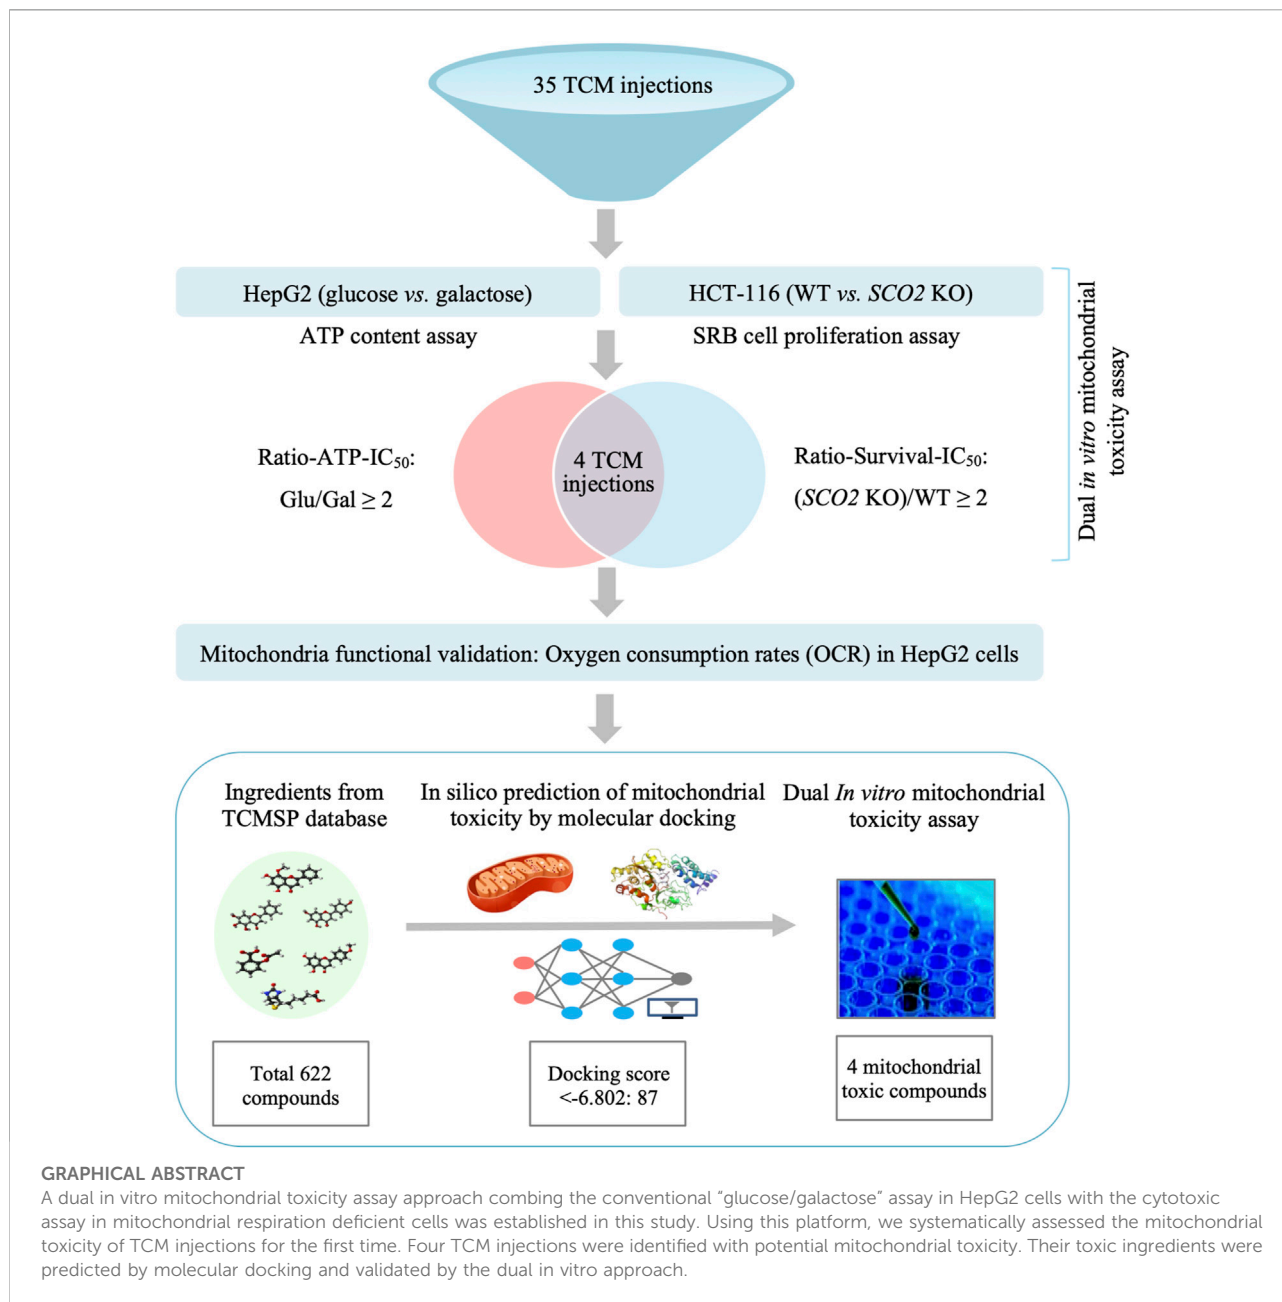 35 TCM injections
HepG2 (glucose vs. galactose)
HCT-116 (WT vs. SCO2 KO)
ATP content assay
SRB cell proliferation assay
Dual in vitro mitochondrial
toxicity assay
Ratio-ATP-IC50:
Glu/Gal ≥ 2
4 TCM
injections
Ratio-Survival-IC50:
(SCO2 KO)/WT ≥ 2
Mitochondria functional validation: Oxygen consumption rates (OCR) in HepG2 cells
Ingredients from
TCMSP database
In silico prediction of mitochondrial
toxicity by molecular docking
Dual In vitro mitochondrial
toxicity assay
Total 622
compounds
Docking score
<-6.802: 87
4 mitochondrial
toxic compounds
GRAPHICAL ABSTRACT
A dual in vitro mitochondrial toxicity assay approach combing the conventional “glucose/galactose” assay in HepG2 cells with the cytotoxic
assay in mitochondrial respiration deficient cells was established in this study. Using this platform, we systematically assessed the mitochondrial
toxicity of TCM injections for the first time. Four TCM injections were identified with potential mitochondrial toxicity. Their toxic ingredients were
predicted by molecular docking and validated by the dual in vitro approach.